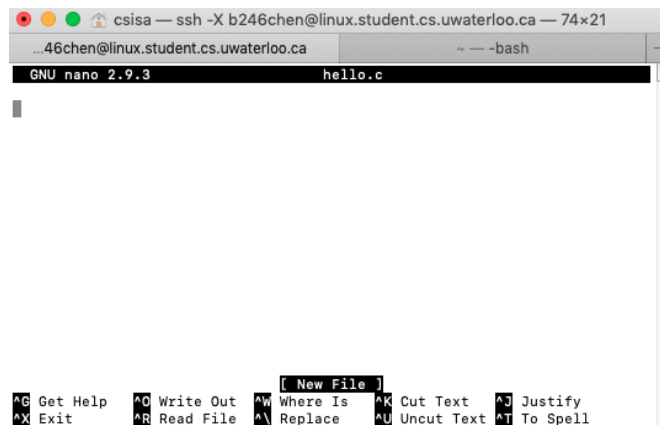 csisa — ssh -X b246chen@linux.student.cs.uwaterloo.ca — 74×21
...46chen@linux.student.cs.uwaterloo.ca ~ — -bash
GNU nano 2.9.3 hello.c
[ New File ]
^G Get Help ^O Write Out ^W Where Is ^K Cut Text ^J Justify
^X Exit ^R Read File ^\ Replace ^U Uncut Text ^T To Spell